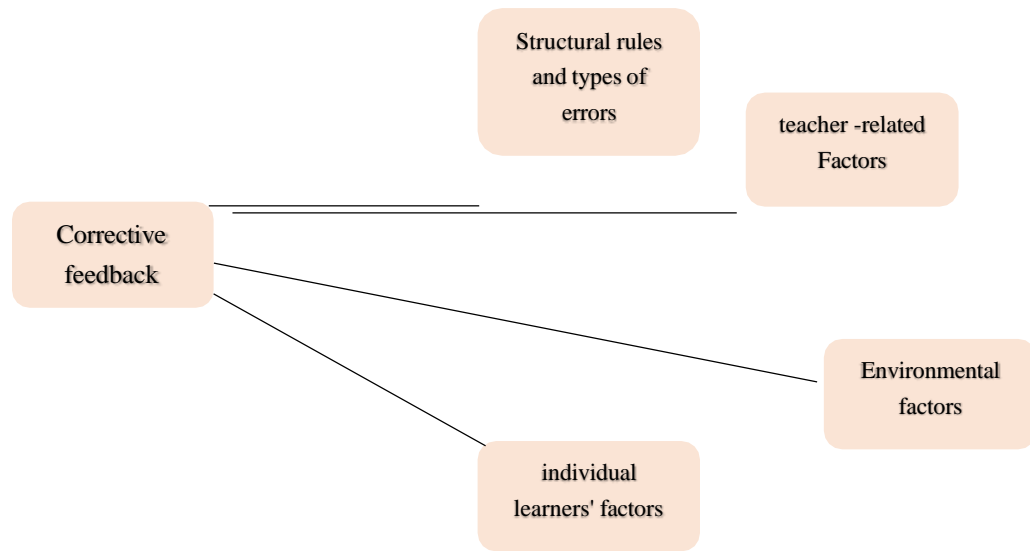 Structural rules
and types of
errors
teacher -related
Factors
Corrective
feedback
Environmental
factors
individual
learners' factors